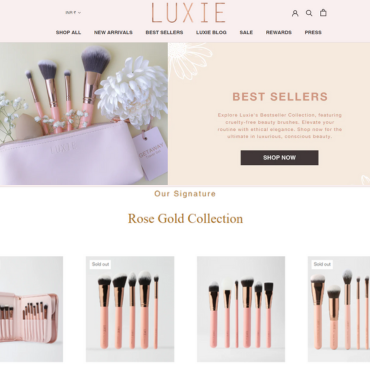 LUXIE
SHOP ALL NEW ARRIVALS BEST SELLERS LUXIE BLOG SALE REWARDS PRESS
BEST SELLERS
Explore Luxie's Bestseller Collection, featuring
cruelty-free beauty brushes. Elevate your
routine with ethical elegance. Shop now for the
ultimate in luxurious, conscious beauty.
SHOP NOW
Our Signature
Rose Gold Collection
Sold out
Sold out